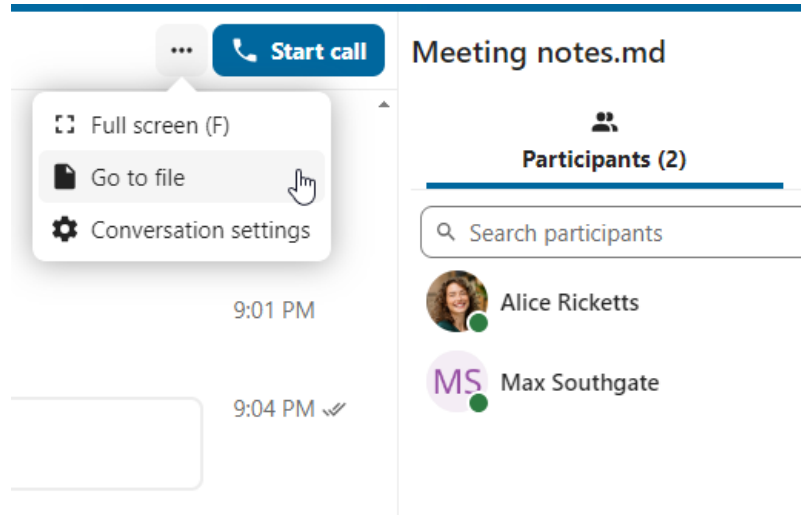 Start call
Meeting notes.md
Full screen (F)
Go to file
Conversation settings
Participants (2)
Search participants
9:01 PM
Alice Ricketts
MS Max Southgate
9:04 PM